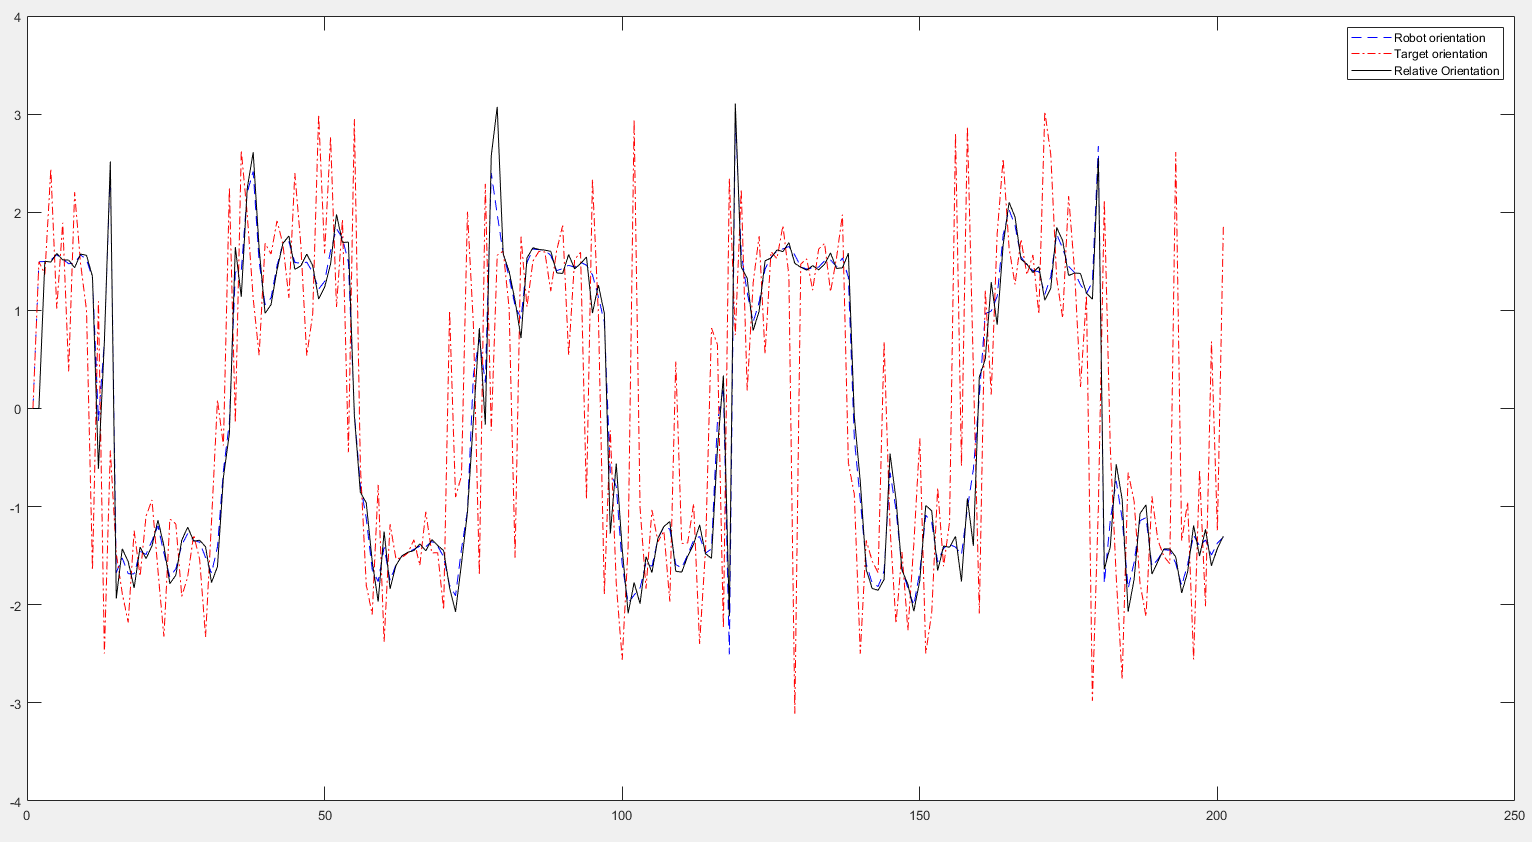 4
3
2
1
0
-1
-2
-3
-4
0 50 100 150 200 250
Robot orientation
Target orientation
Relative Orientation